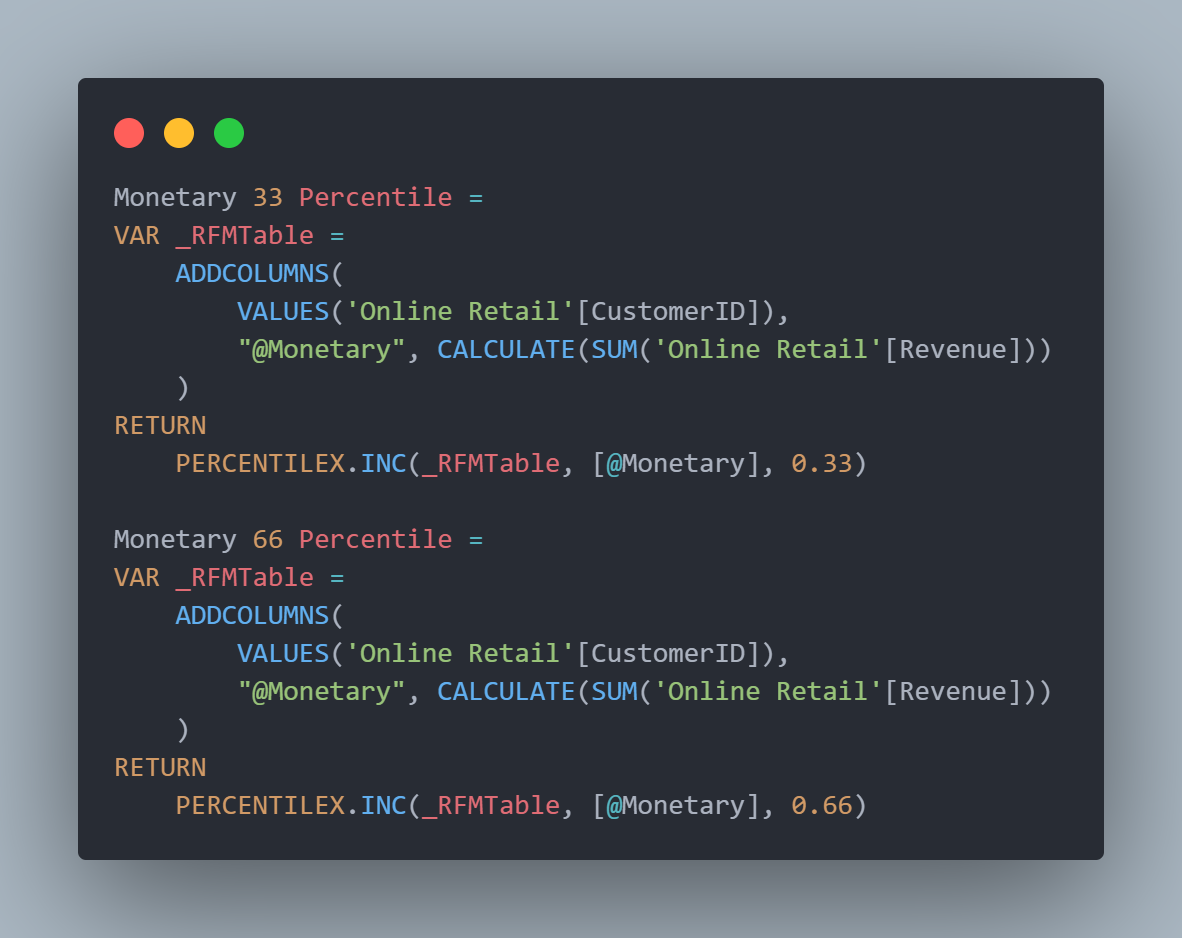 Monetary 33 Percentile =
VAR _RFMTable =
    ADDCOLUMNS(
        VALUES('Online Retail'[CustomerID]),
        "@Monetary", CALCULATE(SUM('Online Retail'[Revenue]))
    )
RETURN
    PERCENTILEX.INC(_RFMTable, [@Monetary], 0.33)

Monetary 66 Percentile =
VAR _RFMTable =
    ADDCOLUMNS(
        VALUES('Online Retail'[CustomerID]),
        "@Monetary", CALCULATE(SUM('Online Retail'[Revenue]))
    )
RETURN
    PERCENTILEX.INC(_RFMTable, [@Monetary], 0.66)